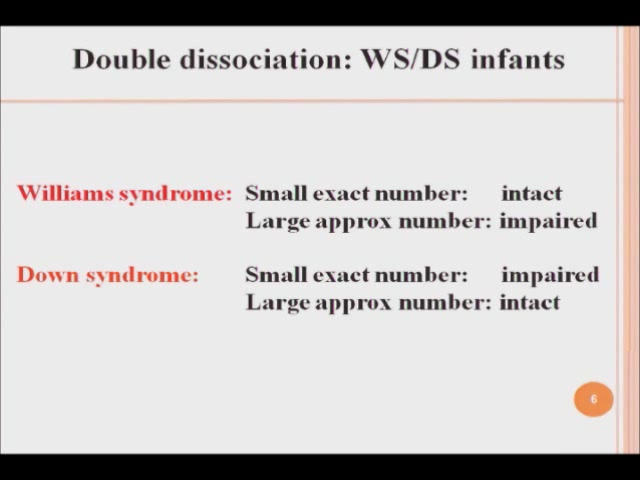 Double dissociation: WS/DS infants
Williams syndrome: Small exact number: intact
Large approx number: impaired
Down syndrome: Small exact number: impaired
Large approx number: intact
6